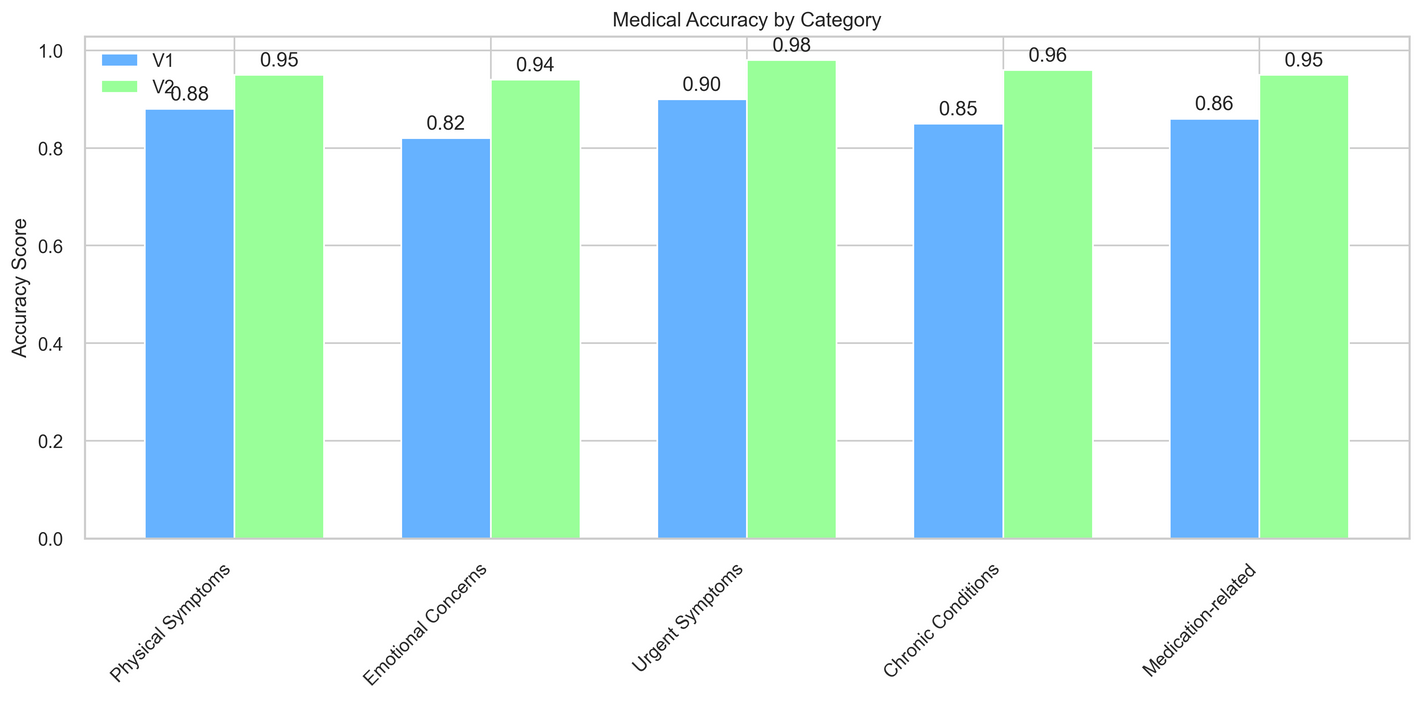 Medical Accuracy by Category
Accuracy Score
1.0
0.8
0.6
0.4
0.2
0.0
V1
V2
0.88
0.95
0.82
0.94
0.90
0.98
0.85
0.96
0.86
0.95
Physical Symptoms
Emotional Concerns
Urgent Symptoms
Chronic Conditions
Medication-related